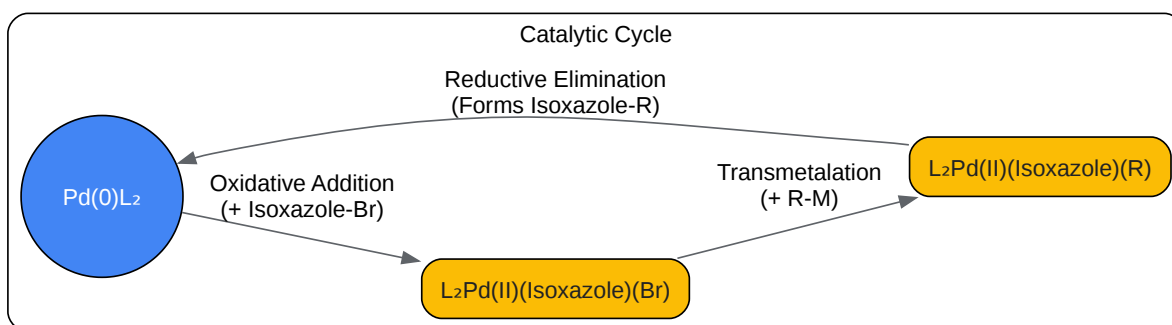 Catalytic Cycle
Reductive Elimination
(Forms Isoxazole-R)
Pd(0)L₂
Oxidative Addition
(+ Isoxazole-Br)
L₂Pd(II)(Isoxazole)(Br)
Transmetalation
(+ R-M)
L₂Pd(II)(Isoxazole)(R)